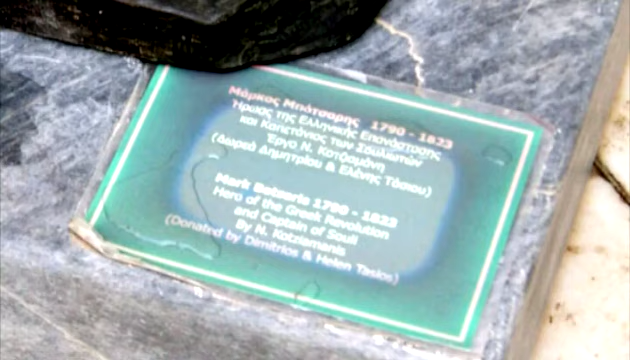 Μάρκος Μπότσαρης 1790 - 1823
Ήρωας της Ελληνικής Επανάστασης
και Καπετάνιος των Σουλιωτών
Έργο Ν. Κοτζαμάνη
(Δωρεά Δημητρίου & Ελένης Τάσιου)
Mark Botsaris 1790 - 1823
Hero of the Greek Revolution
and Captain of Souli
By N. Kotziamanis
(Donated by Dimitrios & Helen Tasios)